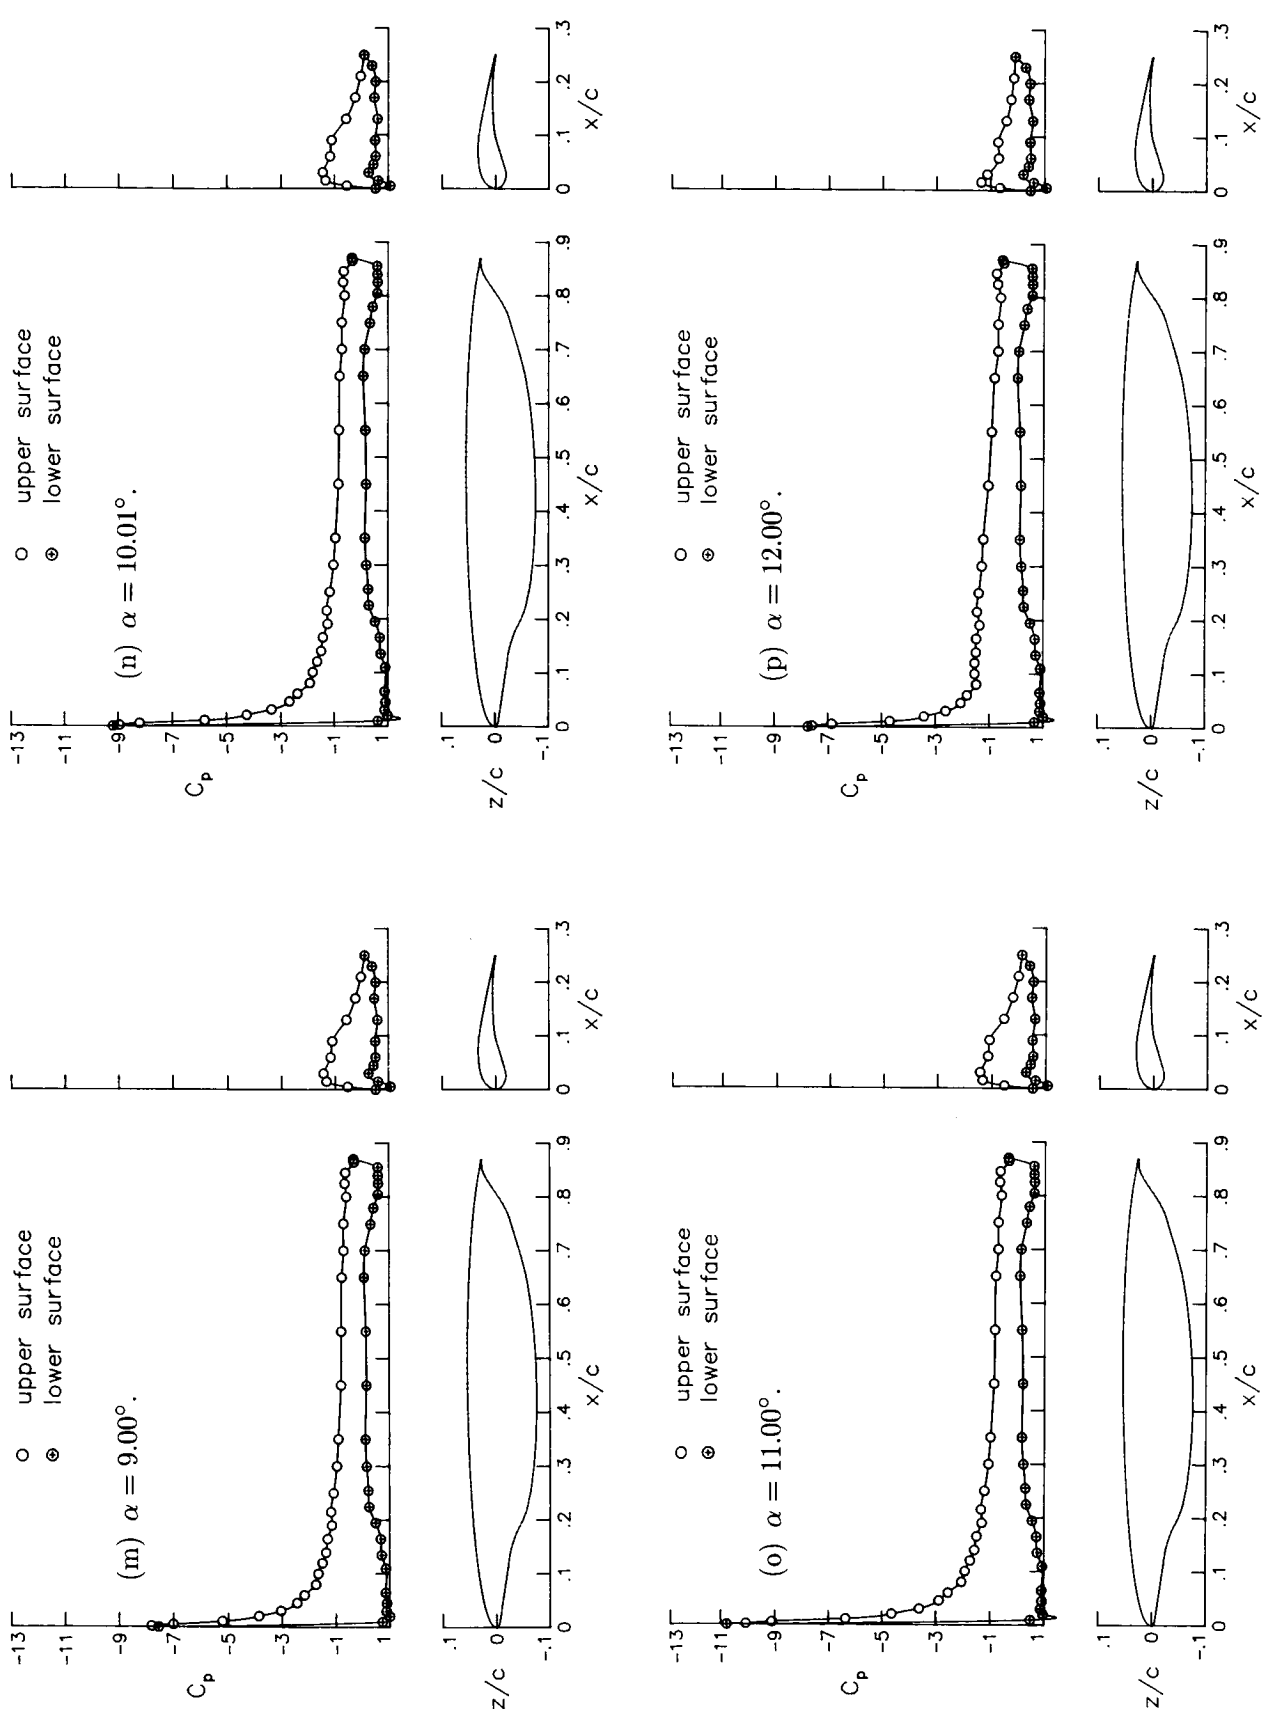 upper surface
lower surface
(m) α = 9.00°.
-13
-11
-9
-7
-5
-3
-1
1
C_p
.1
0
-.1
z/c
0 .1 .2 .3 .4 .5 .6 .7 .8 .9
x/c
0 .1 .2 .3
x/c
upper surface
lower surface
(n) α = 10.01°.
-13
-11
-9
-7
-5
-3
-1
1
C_p
.1
0
-.1
z/c
0 .1 .2 .3 .4 .5 .6 .7 .8 .9
x/c
0 .1 .2 .3
x/c
upper surface
lower surface
(o) α = 11.00°.
-13
-11
-9
-7
-5
-3
-1
1
C_p
.1
0
-.1
z/c
0 .1 .2 .3 .4 .5 .6 .7 .8 .9
x/c
0 .1 .2 .3
x/c
upper surface
lower surface
(p) α = 12.00°.
-13
-11
-9
-7
-5
-3
-1
1
C_p
.1
0
-.1
z/c
0 .1 .2 .3 .4 .5 .6 .7 .8 .9
x/c
0 .1 .2 .3
x/c